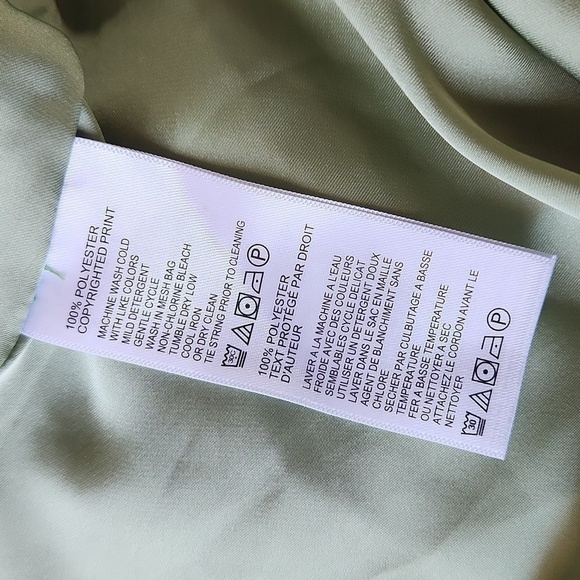 100% POLYESTER
COPYRIGHTED PRINT
MACHINE WASH COLD
WITH LIKE COLORS
MILD DETERGENT
GENTLE CYCLE
WASH IN MESH BAG
NON-CHLORINE BLEACH
TUMBLE DRY LOW
COOL IRON
OR DRY CLEAN
TIE STRING PRIOR TO CLEANING
30 P
100% POLYESTER
TEXT PROTÉGÉ PAR DROIT
D'AUTEUR
LAVER A LA MACHINE A L'EAU
FROIDE AVEC DES COULEURS
SEMBLABLES CYCLE DELICAT
UTILISER UN DETERGENT DOUX
LAVER DANS LE SAC EN MAILLE
AGENT DE BLANCHIMENT SANS
CHLORE
SECHER PAR CULBUTAGE A BASSE
TEMPERATURE
FER A BASSE TEMPERATURE
OU NETTOYER A SEC
ATTACHEZ LE CORDON AVANT LE
NETTOYER
30 P